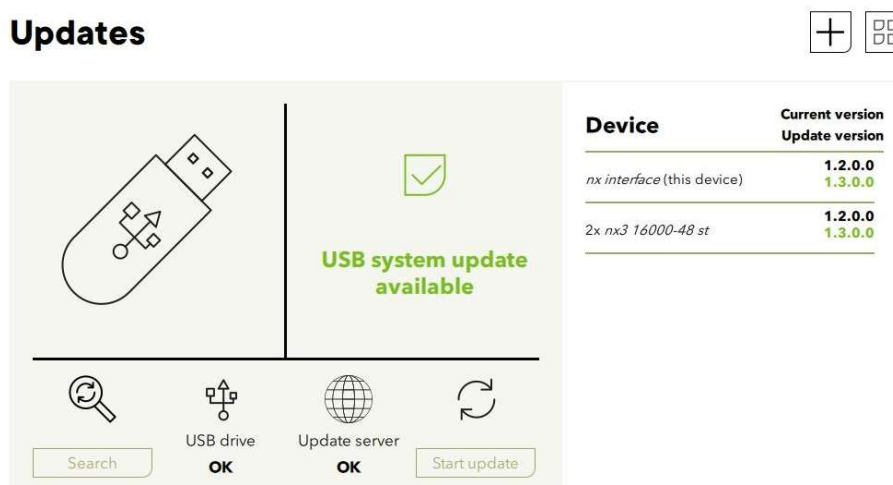 Updates
USB system update
available
Search
USB drive
OK
Update server
OK
Start update
Device
Current version
Update version
nx interface (this device)
1.2.0.0
1.3.0.0
2x nx3 16000-48 st
1.2.0.0
1.3.0.0